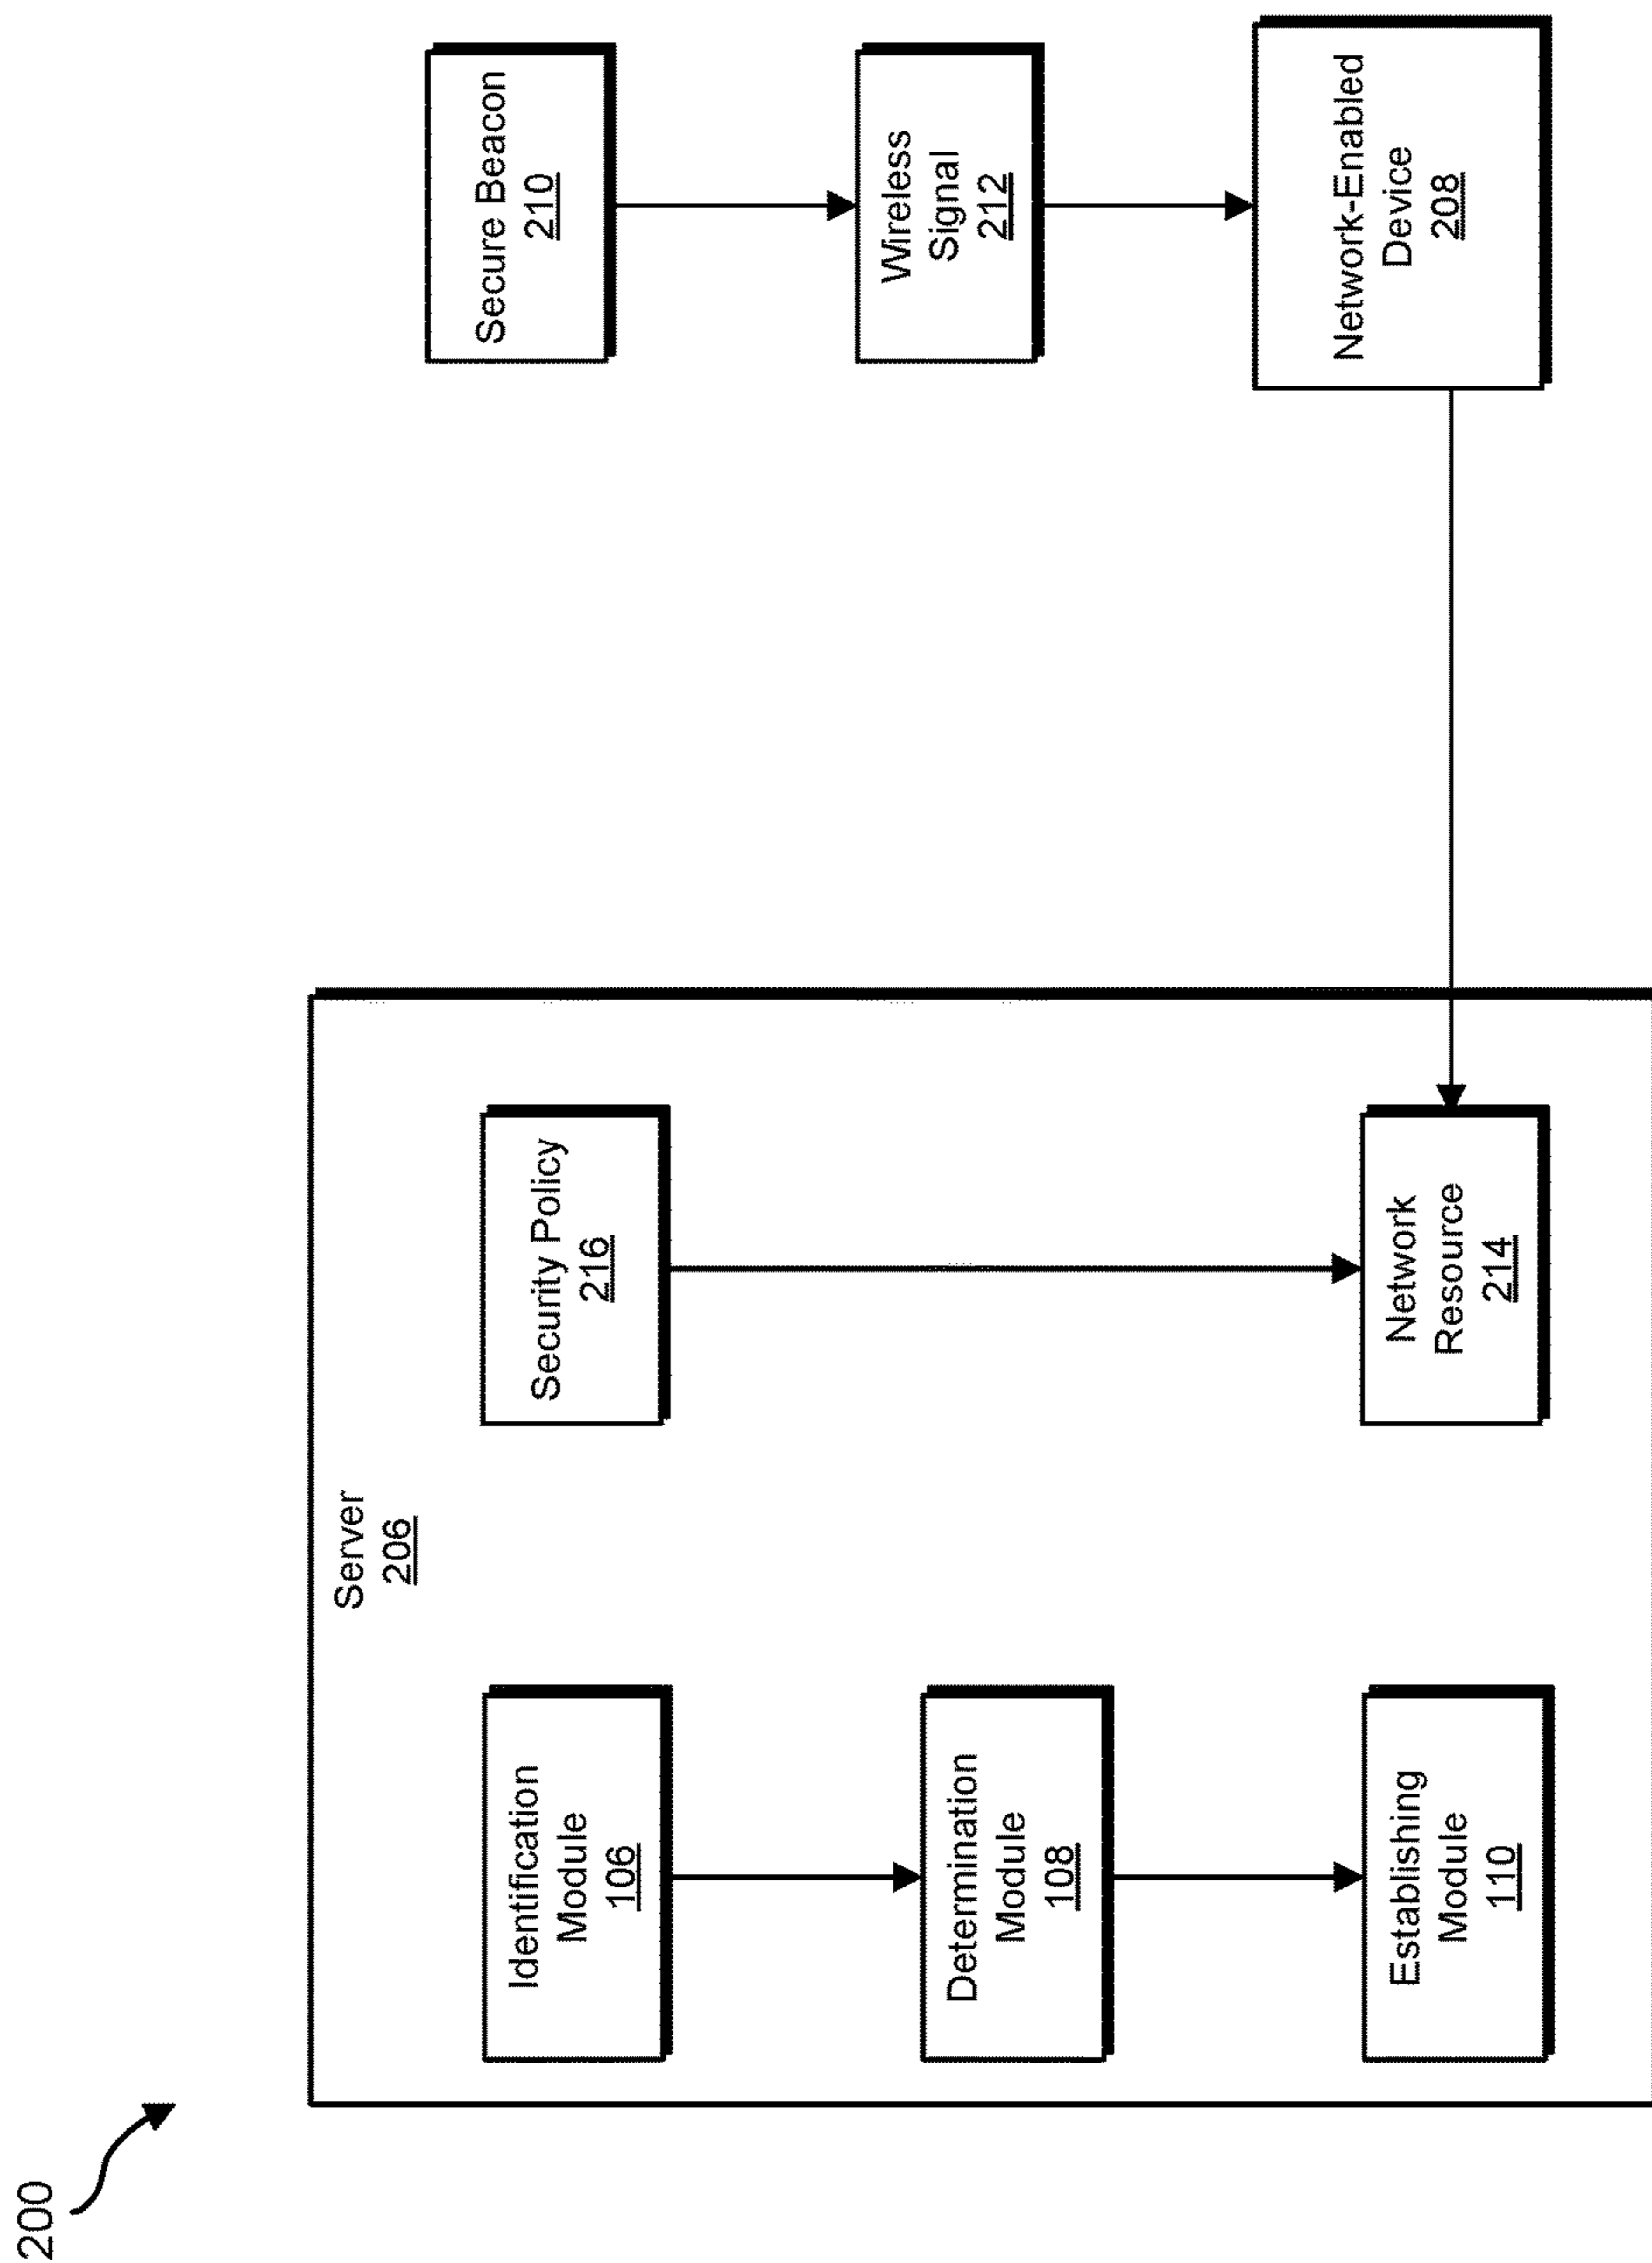 200
Server
206
Identification
Module
106
Determination
Module
108
Establishing
Module
110
Security Policy
216
Network
Resource
214
Secure Beacon
210
Wireless
Signal
212
Network-Enabled
Device
208